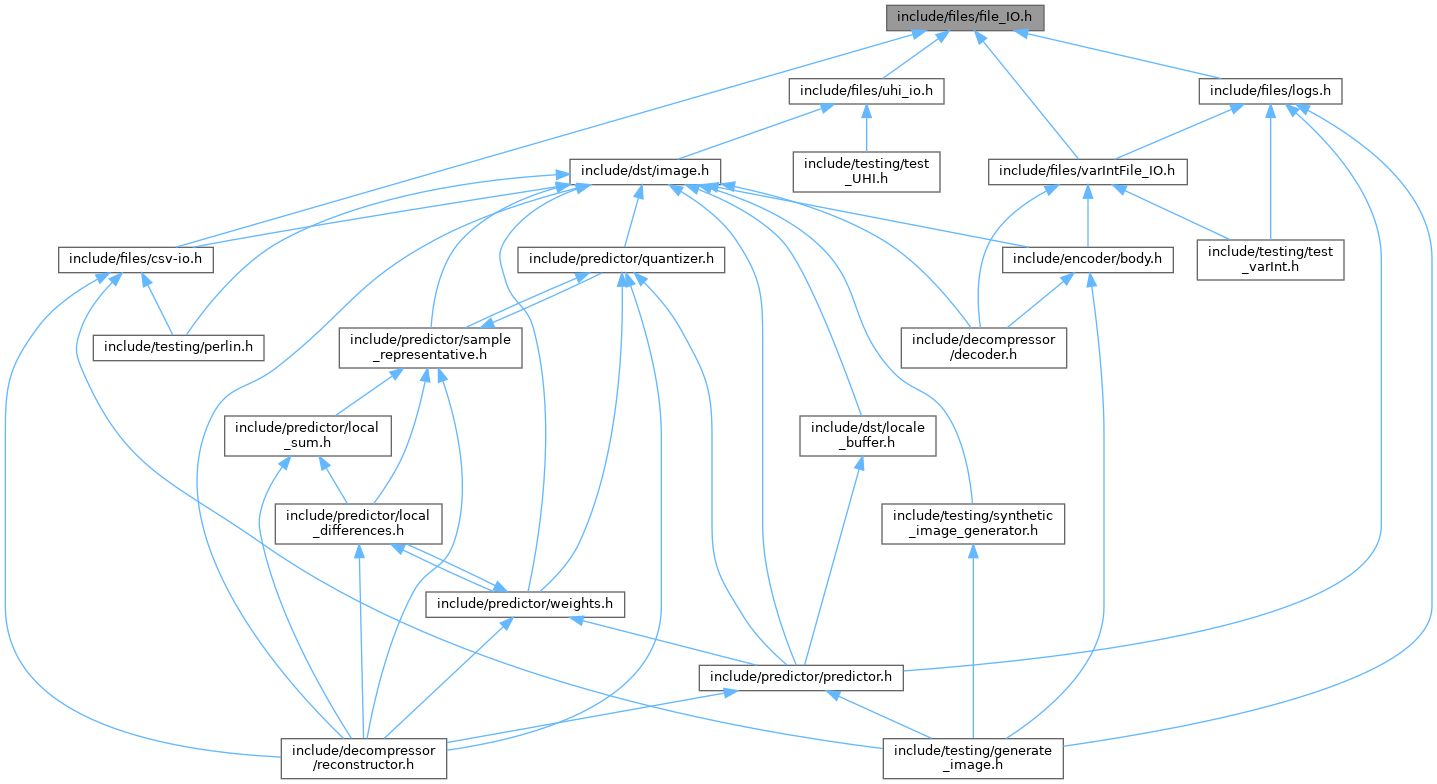 include/files/file_IO.h
include/files/uhi_io.h
include/files/logs.h
include/dst/image.h
include/testing/test
_UHI.h
include/files/varIntFile_IO.h
include/files/csv-io.h
include/predictor/quantizer.h
include/encoder/body.h
include/testing/test
_varInt.h
include/testing/perlin.h
include/predictor/sample
_representative.h
include/decompressor
/decoder.h
include/predictor/local
_sum.h
include/dst/locale
_buffer.h
include/predictor/local
_differences.h
include/testing/synthetic
_image_generator.h
include/predictor/weights.h
include/predictor/predictor.h
include/decompressor
/reconstructor.h
include/testing/generate
_image.h